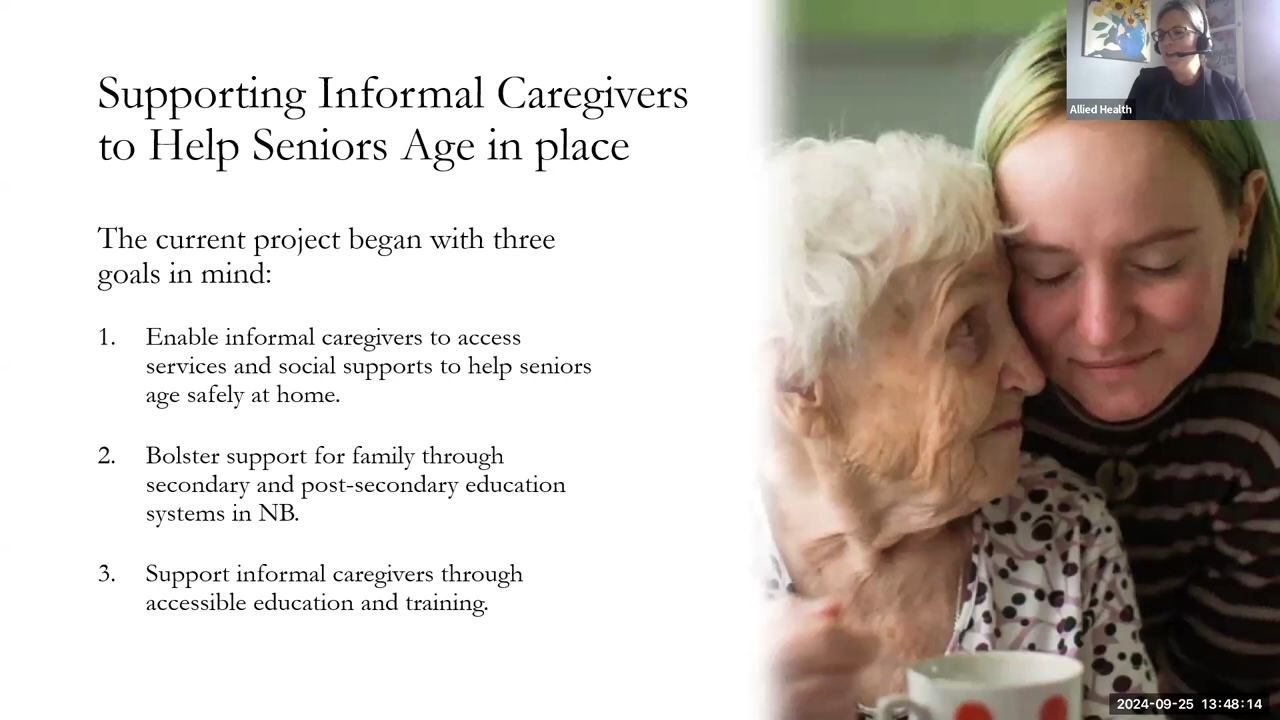 Supporting Informal Caregivers
to Help Seniors Age in place
The current project began with three
goals in mind:
1. Enable informal caregivers to access
services and social supports to help seniors
age safely at home.
2. Bolster support for family through
secondary and post-secondary education
systems in NB.
3. Support informal caregivers through
accessible education and training.
Allied Health
2024-09-25 13:48:14